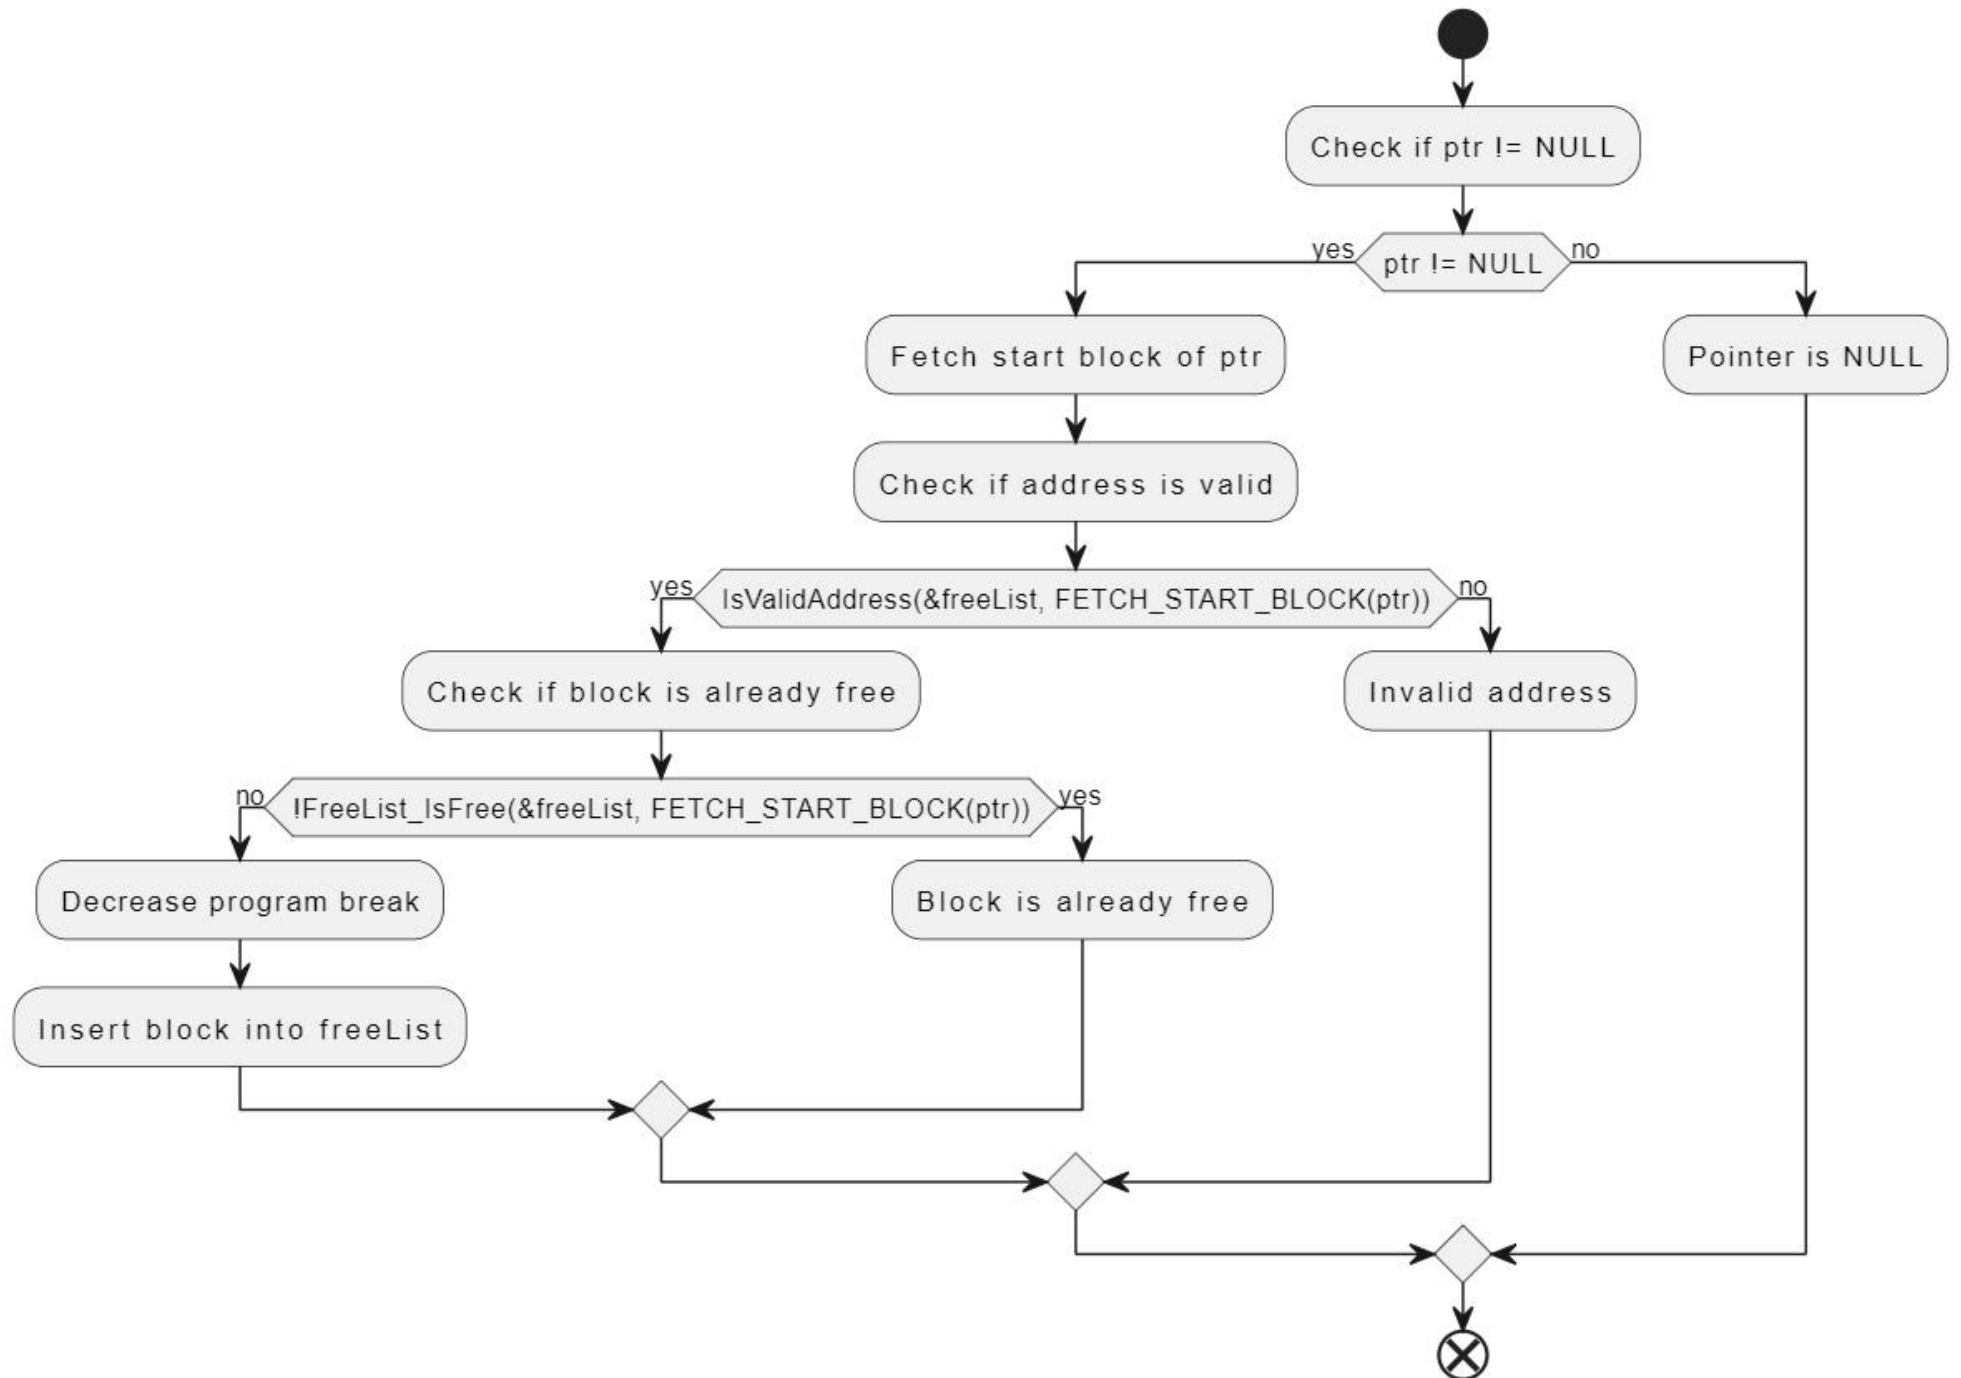 Check if ptr != NULL
yes
ptr != NULL
no
Fetch start block of ptr
Pointer is NULL
Check if address is valid
yes
IsValidAddress(&freeList, FETCH_START_BLOCK(ptr))
no
Check if block is already free
Invalid address
no
!FreeList_IsFree(&freeList, FETCH_START_BLOCK(ptr))
yes
Decrease program break
Block is already free
Insert block into freeList